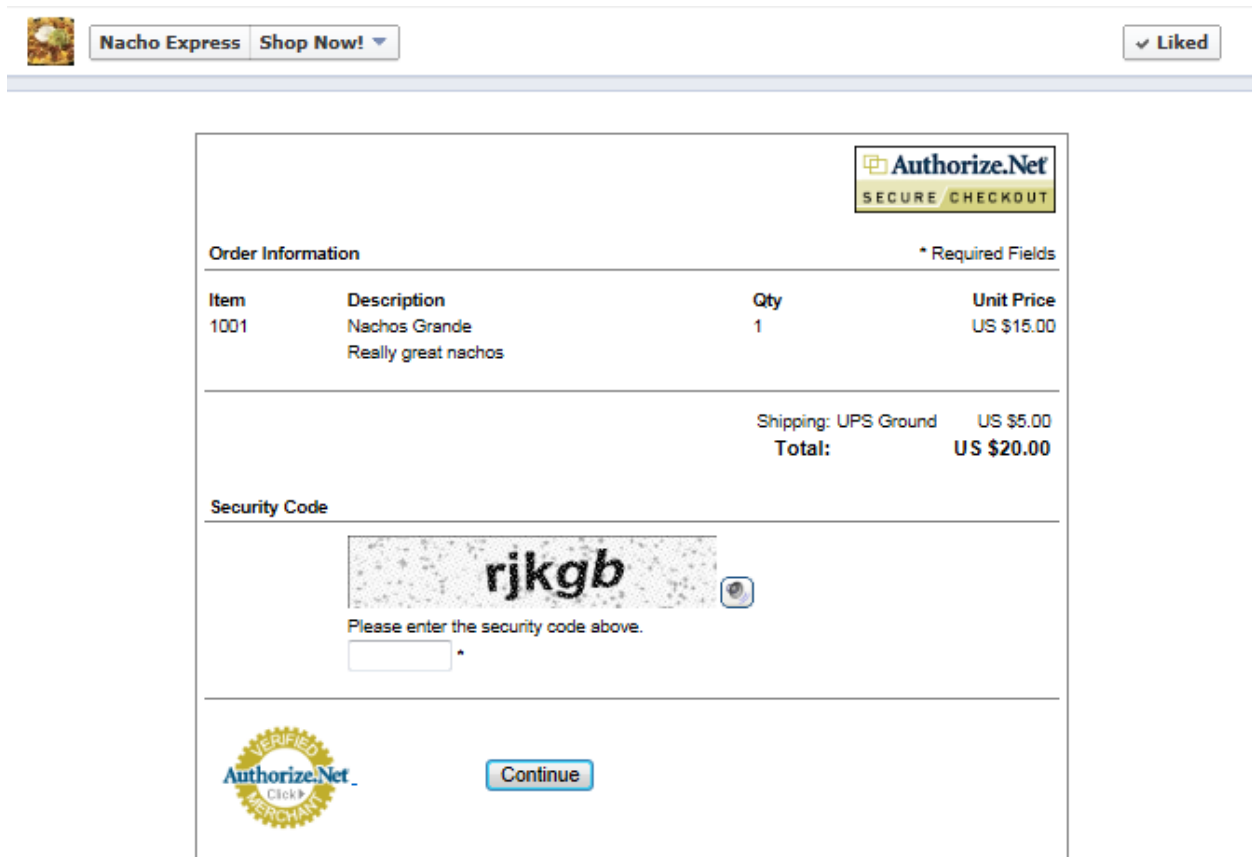 Nacho Express Shop Now! Liked
Authorize.Net
SECURE CHECKOUT
Order Information * Required Fields
Item Description Qty Unit Price
1001 Nachos Grande 1 US $15.00
Really great nachos
Shipping: UPS Ground US $5.00
Total: US $20.00
Security Code
rjkgb
Please enter the security code above.
*
VERIFIED
Authorize.Net
Click
MERCHANT
Continue